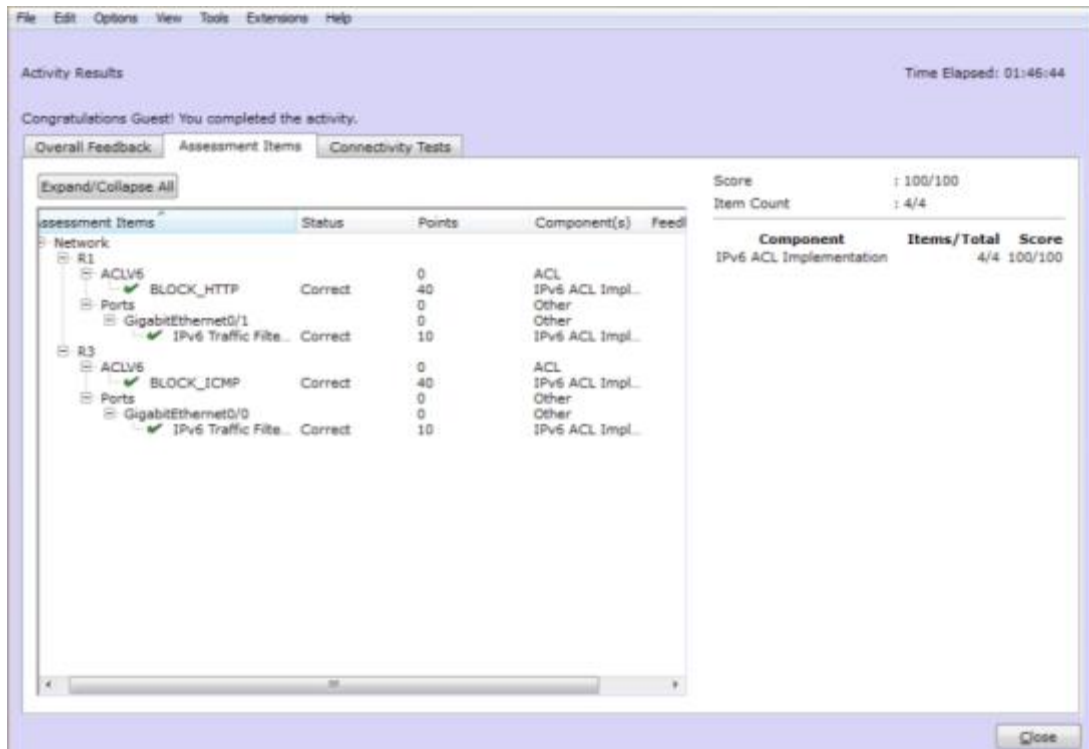 File Edit Options View Tools Extensions Help
Activity Results Time Elapsed: 01:46:44
Congratulations Guest! You completed the activity.
Overall Feedback Assessment Items Connectivity Tests
Expand/Collapse All
Score : 100/100
Item Count : 4/4
ssessment Items Status Points Component(s) Feedl
Component Items/Total Score
IPv6 ACL Implementation 4/4 100/100
Network
R1
ACLV6 0 ACL
BLOCK_HTTP Correct 40 IPv6 ACL Impl...
Ports 0 Other
GigabitEthernet0/1 0 Other
IPv6 Traffic Filte... Correct 10 IPv6 ACL Impl...
R3
ACLV6 0 ACL
BLOCK_ICMP Correct 40 IPv6 ACL Impl...
Ports 0 Other
GigabitEthernet0/0 0 Other
IPv6 Traffic Filte... Correct 10 IPv6 ACL Impl...
Close